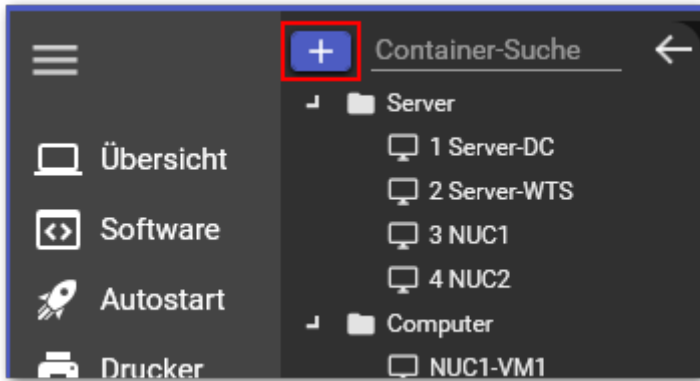 + Container-Suche
Server
Übersicht
1 Server-DC
2 Server-WTS
Software
3 NUC1
4 NUC2
Autostart
Computer
Drucker
NUC1-VM1